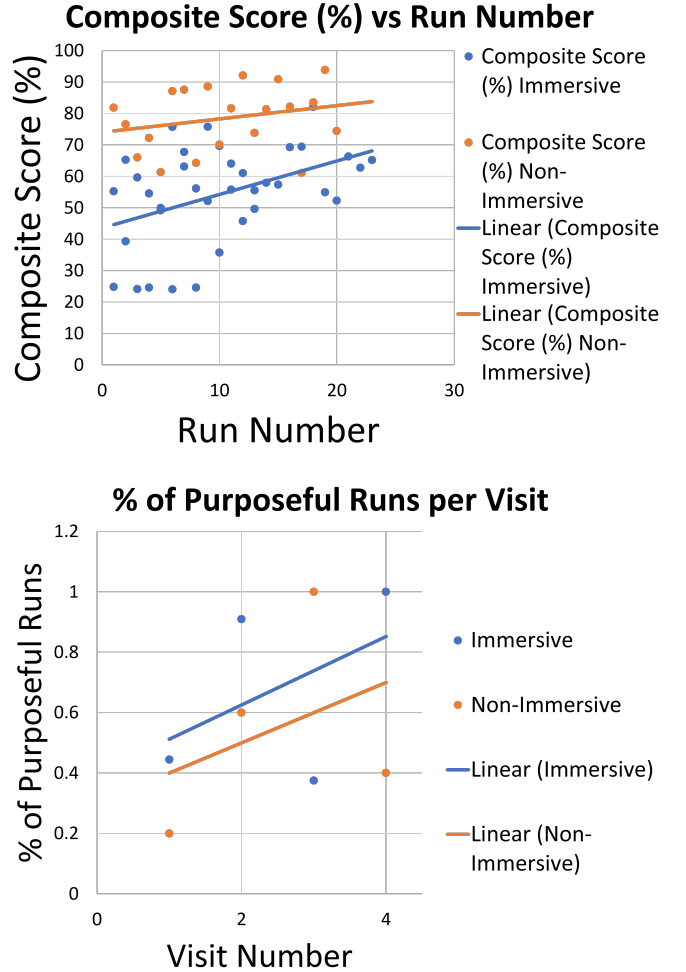 Composite Score (%) vs Run Number
100
90
80
70
60
50
40
30
20
10
0
Composite Score (%)
0
10
20
30
Run Number
Composite Score
(%) Immersive
Composite Score
(%) Non-
Immersive
Linear (Composite
Score (%)
Immersive)
Linear (Composite
Score (%) Non-
Immersive)
% of Purposeful Runs per Visit
1.2
1
0.8
0.6
0.4
0.2
0
% of Purposeful Runs
0
2
4
Visit Number
Immersive
Non-Immersive
Linear (Immersive)
Linear (Non-
Immersive)